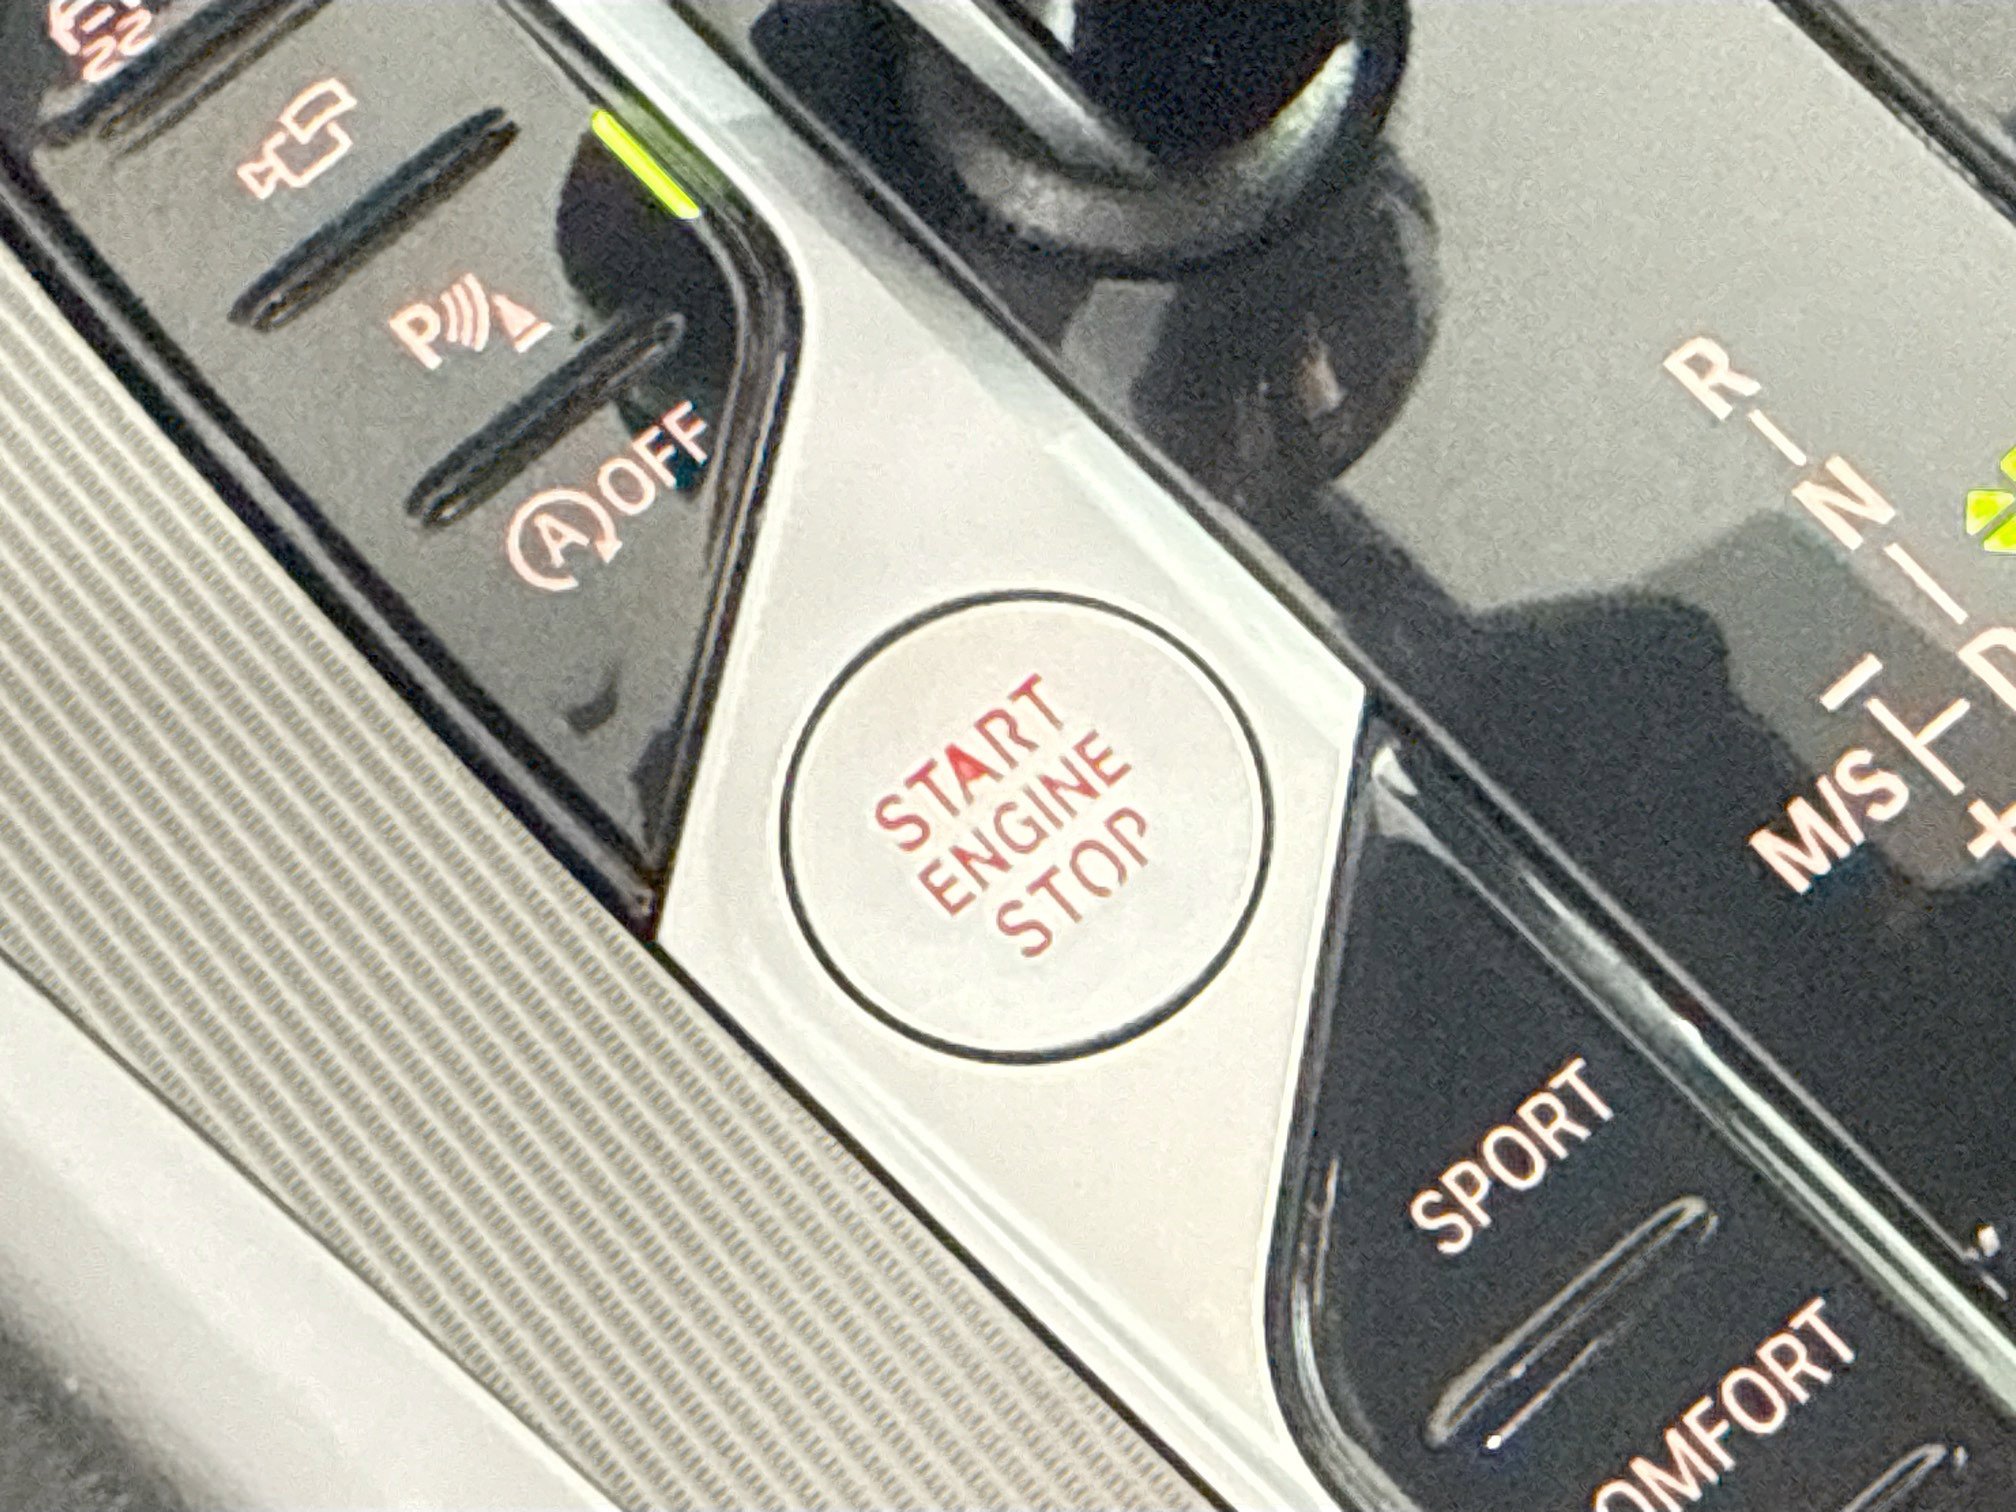 P
A OFF
START
ENGINE
STOP
R
N
D
−
M/S
+
SPORT
OMFORT